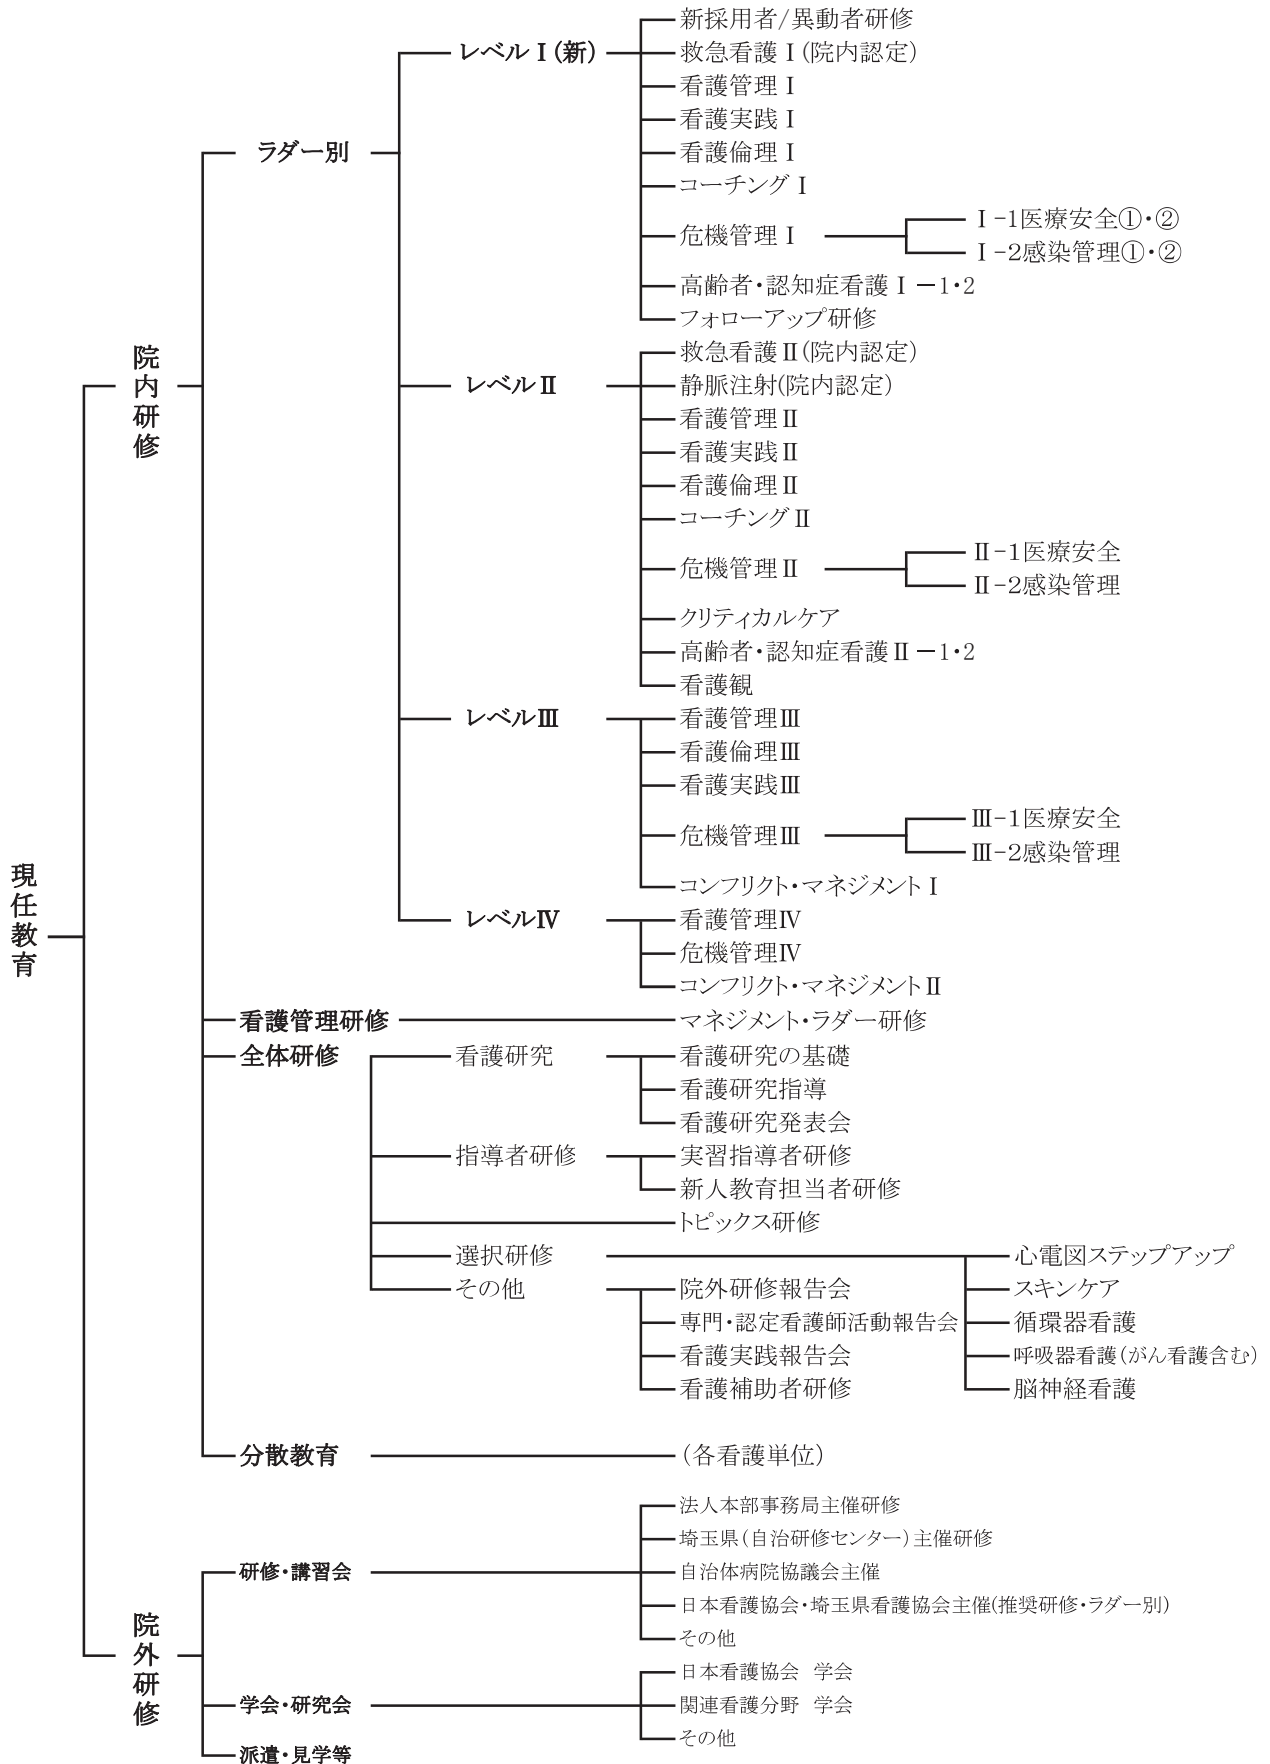 現任教育
院内研修
ラダー別
レベルⅠ(新)
新採用者/異動者研修
救急看護Ⅰ(院内認定)
看護管理Ⅰ
看護実践Ⅰ
看護倫理Ⅰ
コーチングⅠ
危機管理Ⅰ
Ⅰ-1医療安全①・②
Ⅰ-2感染管理①・②
高齢者・認知症看護Ⅰ－1・2
フォローアップ研修
レベルⅡ
救急看護Ⅱ(院内認定)
静脈注射(院内認定)
看護管理Ⅱ
看護実践Ⅱ
看護倫理Ⅱ
コーチングⅡ
危機管理Ⅱ
Ⅱ-1医療安全
Ⅱ-2感染管理
クリティカルケア
高齢者・認知症看護Ⅱ－1・2
看護観
レベルⅢ
看護管理Ⅲ
看護倫理Ⅲ
看護実践Ⅲ
危機管理Ⅲ
Ⅲ-1医療安全
Ⅲ-2感染管理
コンフリクト・マネジメントⅠ
レベルⅣ
看護管理Ⅳ
危機管理Ⅳ
コンフリクト・マネジメントⅡ
看護管理研修
マネジメント・ラダー研修
全体研修
看護研究
看護研究の基礎
看護研究指導
看護研究発表会
指導者研修
実習指導者研修
新人教育担当者研修
トピックス研修
選択研修
心電図ステップアップ
スキンケア
循環器看護
呼吸器看護(がん看護含む)
脳神経看護
その他
院外研修報告会
専門・認定看護師活動報告会
看護実践報告会
看護補助者研修
分散教育
(各看護単位)
院外研修
研修・講習会
法人本部事務局主催研修
埼玉県(自治研修センター)主催研修
自治体病院協議会主催
日本看護協会・埼玉県看護協会主催(推奨研修・ラダー別)
その他
学会・研究会
日本看護協会 学会
関連看護分野 学会
その他
派遣・見学等